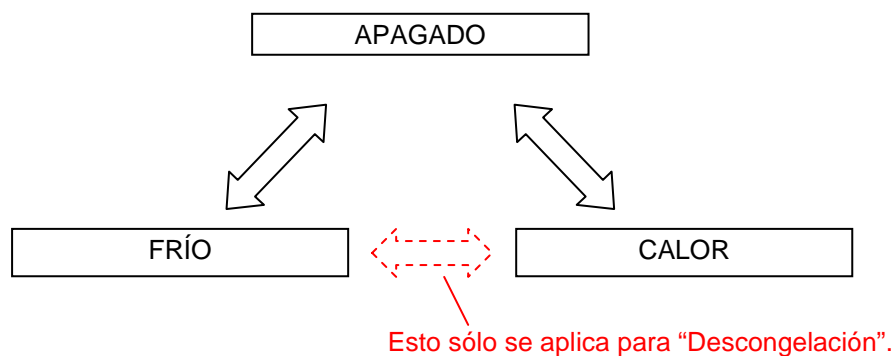 APAGADO
FRÍO
CALOR
Esto sólo se aplica para “Descongelación”.